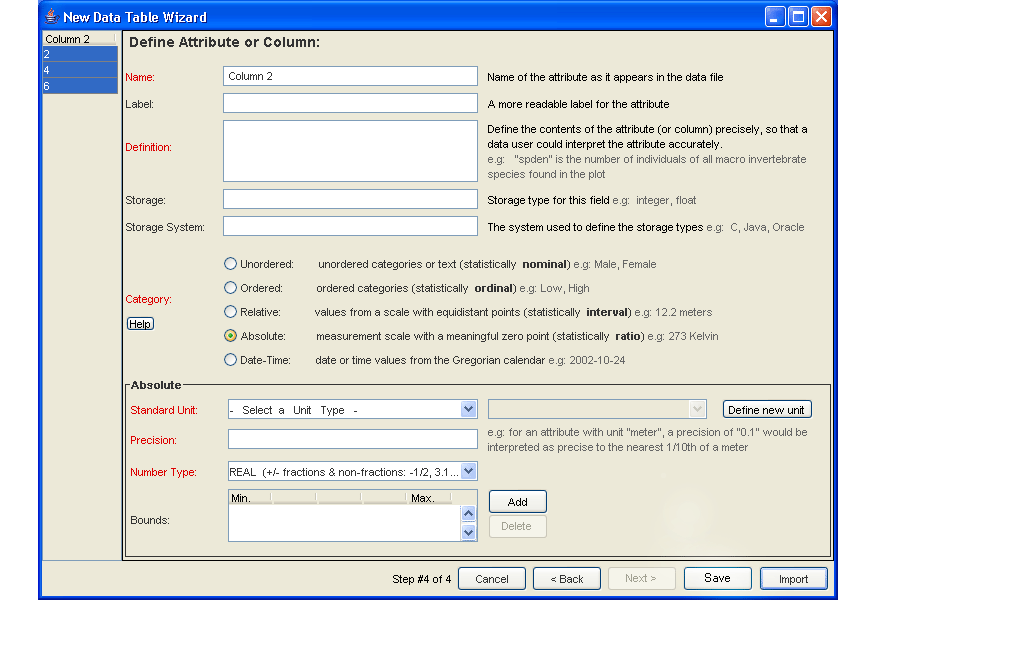 New Data Table Wizard
Column 2
2
4
6
Define Attribute or Column:
Name: Column 2 Name of the attribute as it appears in the data file
Label: A more readable label for the attribute
Definition: Define the contents of the attribute (or column) precisely, so that a
data user could interpret the attribute accurately.
e.g: "spden" is the number of individuals of all macro invertebrate
species found in the plot
Storage: Storage type for this field e.g: integer, float
Storage System: The system used to define the storage types e.g: C, Java, Oracle
Category:
Help
Unordered: unordered categories or text (statistically nominal) e.g: Male, Female
Ordered: ordered categories (statistically ordinal) e.g: Low, High
Relative: values from a scale with equidistant points (statistically interval) e.g: 12.2 meters
Absolute: measurement scale with a meaningful zero point (statistically ratio) e.g: 273 Kelvin
Date-Time: date or time values from the Gregorian calendar e.g: 2002-10-24
Absolute
Standard Unit: - Select a Unit Type - Define new unit
Precision: e.g: for an attribute with unit "meter", a precision of "0.1" would be
interpreted as precise to the nearest 1/10th of a meter
Number Type: REAL (+/- fractions & non-fractions: -1/2, 3.1...
Bounds: Min. Max. Add
Delete
Step #4 of 4 Cancel < Back Next > Save Import